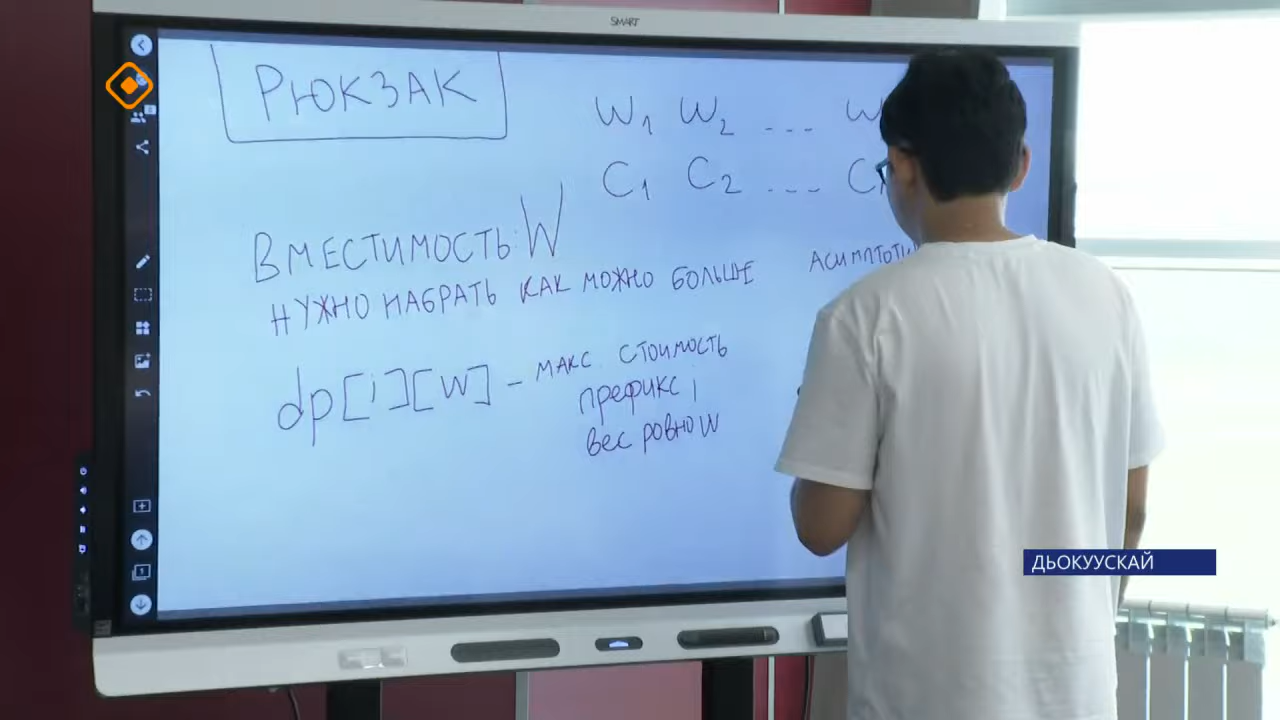 SMART
РЮКЗАК
W1 W2 --- W
C1 C2 --- C
ВМЕСТИМОСТЬ: W
НУЖНО НАБРАТЬ КАК МОЖНО БОЛЬШЕ
dp[i][w] – МАКС СТОИМОСТЬ
префикс i
вес ровно W
ДЬОКУУСКАЙ